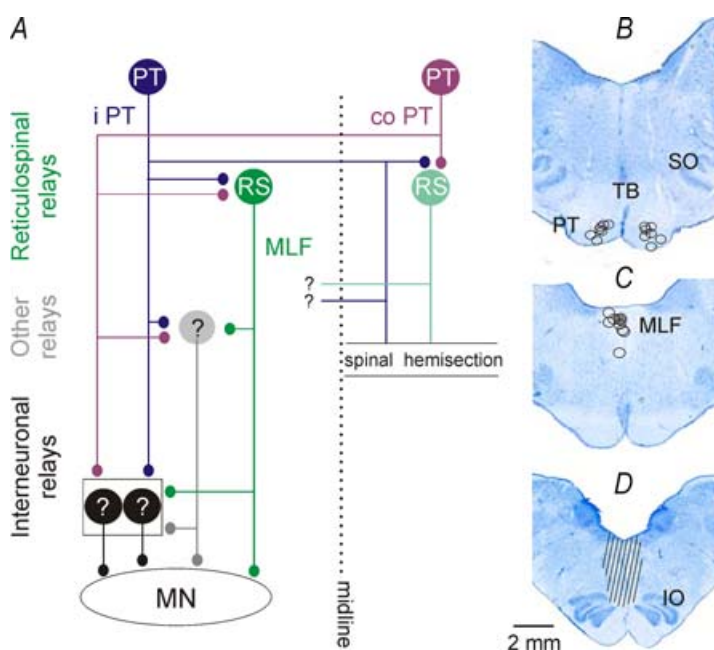 A
PT
PT
i PT
co PT
Reticulospinal
relays
RS
RS
MLF
?
?
Other
relays
?
spinal hemisection
Interneuronal
relays
? ?
MN
midline
B
SO
TB
PT
C
MLF
D
IO
2 mm